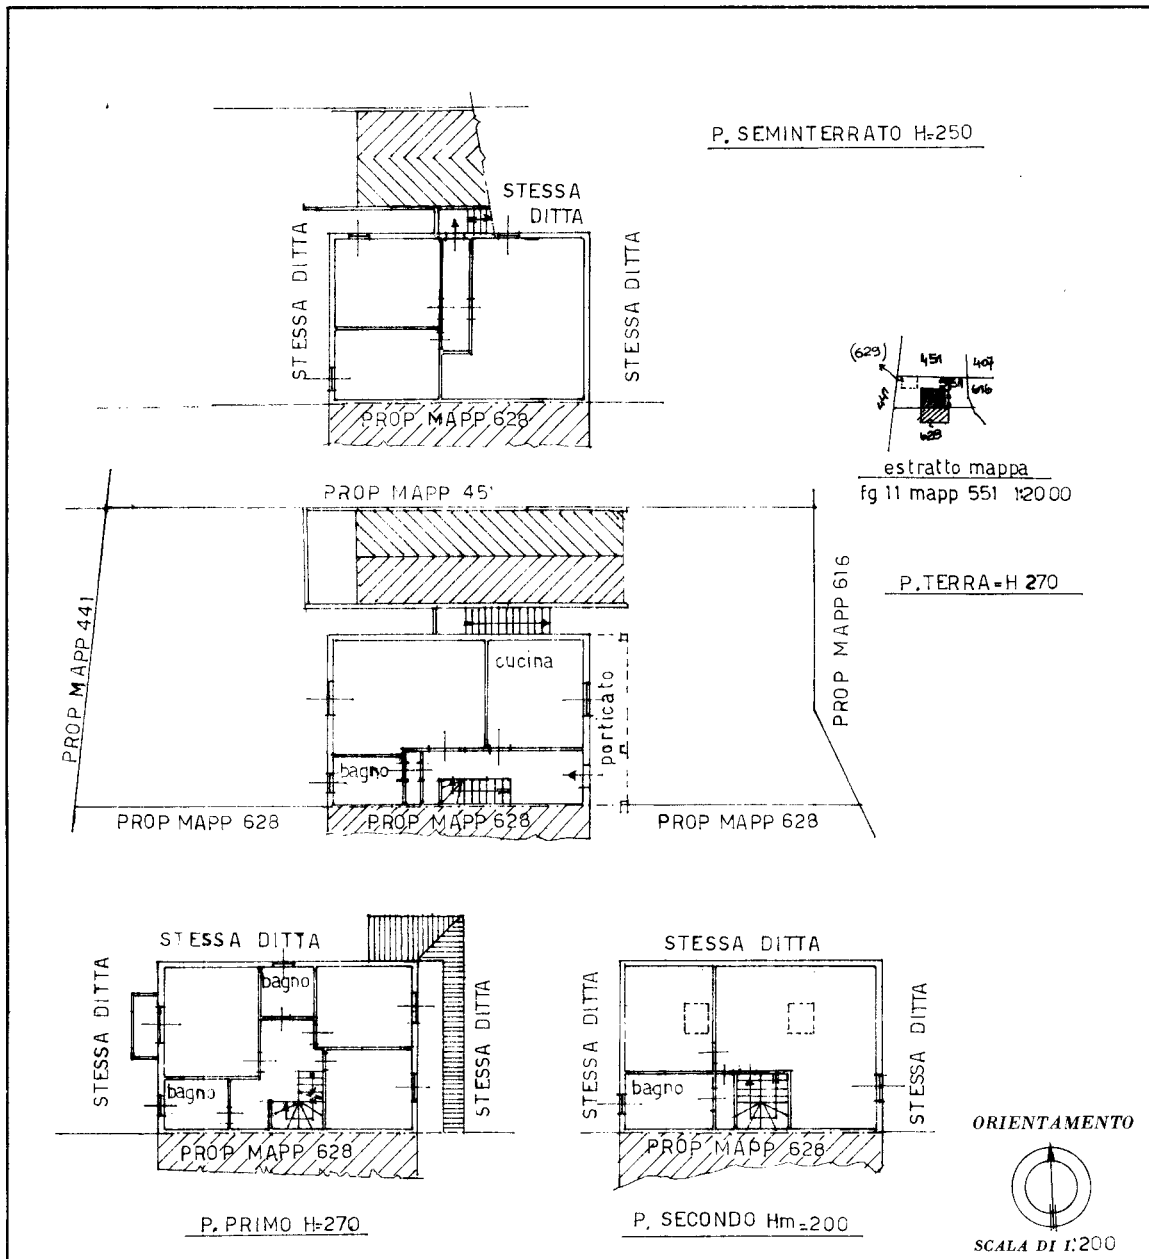 P. SEMINTERRATO H=250
STESSA
DITTA
STESSA DITTA
STESSA DITTA
PROP MAPP 628
(629)
451
407
441
551
616
628
estratto mappa
fg 11 mapp 551 1:2000
PROP MAPP 45
P. TERRA=H 270
PROP MAPP 441
PROP MAPP 616
cucina
porticato
bagno
PROP MAPP 628
PROP MAPP 628
PROP MAPP 628
STESSA DITTA
STESSA DITTA
bagno
STESSA DITTA
bagno
PROP MAPP 628
P. PRIMO H=270
STESSA DITTA
STESSA DITTA
STESSA DITTA
bagno
PROP MAPP 628
P. SECONDO Hm=200
ORIENTAMENTO
SCALA DI 1:200